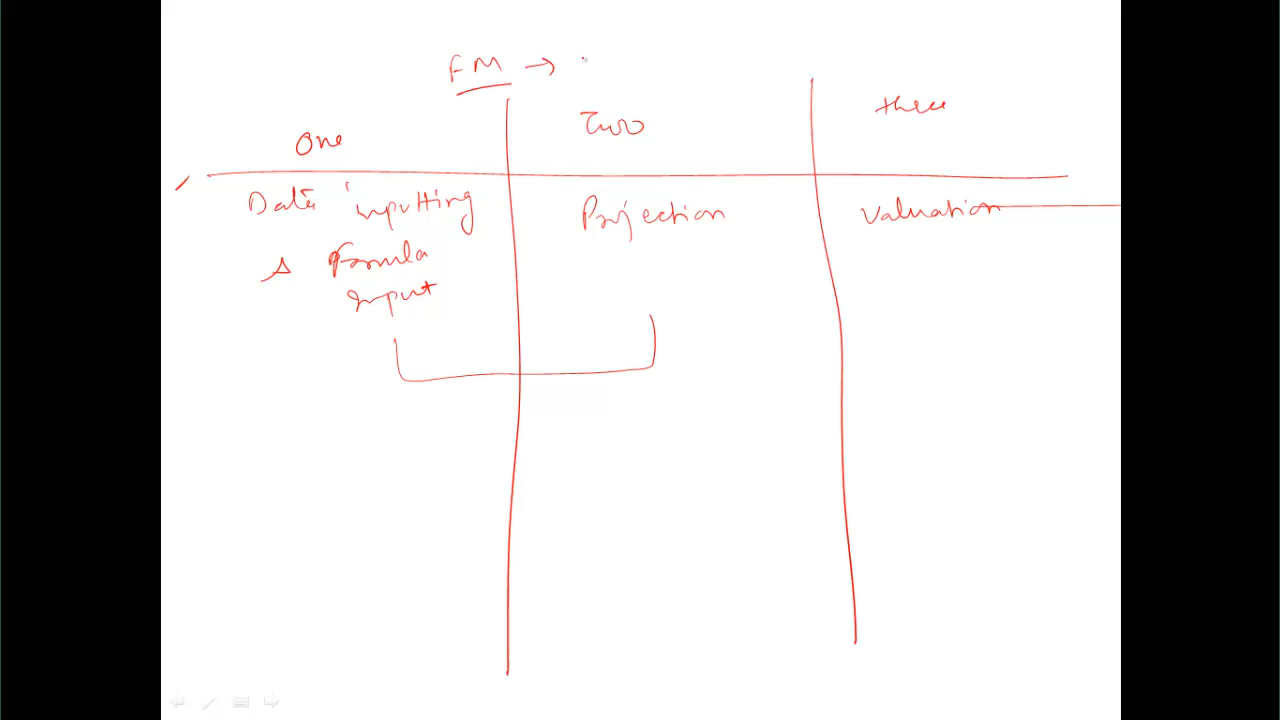 FM →
One
Two
three
Data inputting
& Formula
Input
Projection
Valuation